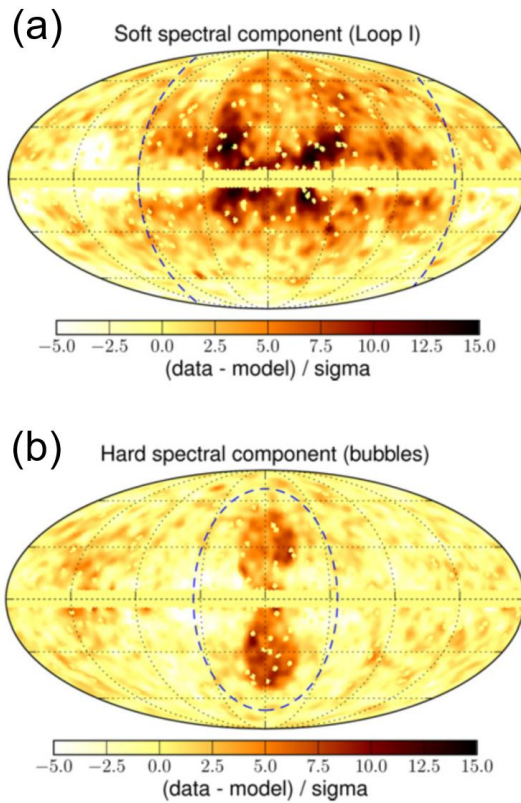 (a)
Soft spectral component (Loop I)
−5.0 −2.5 0.0 2.5 5.0 7.5 10.0 12.5 15.0
(data - model) / sigma
(b)
Hard spectral component (bubbles)
−5.0 −2.5 0.0 2.5 5.0 7.5 10.0 12.5 15.0
(data - model) / sigma